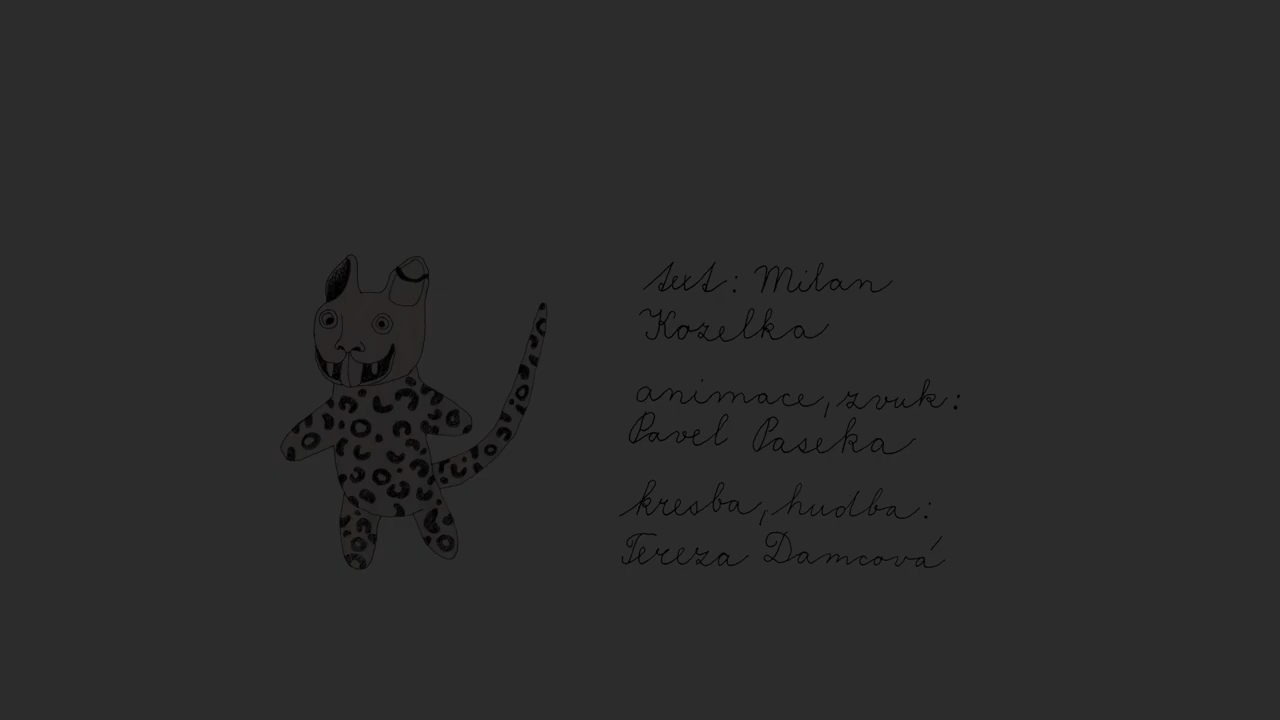 text: Milan
Kozelka
animace, zvuk:
Pavel Paseka
kresba, hudba:
Tereza Damcová